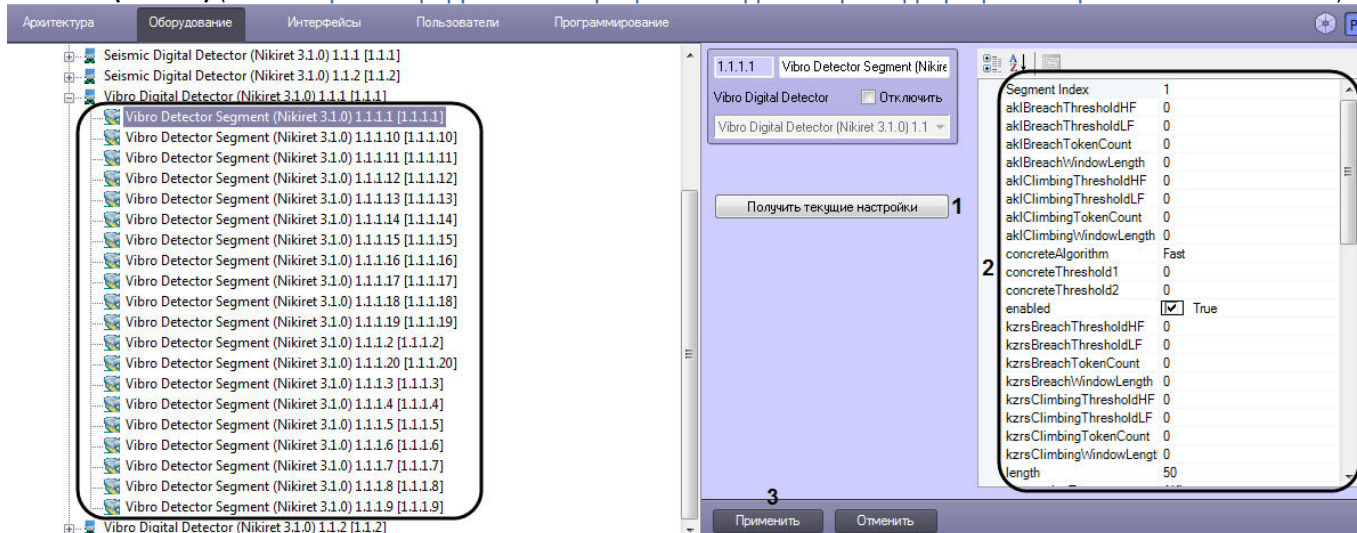 Архитектура Оборудование Интерфейсы Пользователи Программирование
Seismic Digital Detector (Nikiret 3.1.0) 1.1.1 [1.1.1]
Seismic Digital Detector (Nikiret 3.1.0) 1.1.2 [1.1.2]
Vibro Digital Detector (Nikiret 3.1.0) 1.1.1 [1.1.1]
Vibro Detector Segment (Nikiret 3.1.0) 1.1.1.1 [1.1.1.1]
Vibro Detector Segment (Nikiret 3.1.0) 1.1.1.10 [1.1.1.10]
Vibro Detector Segment (Nikiret 3.1.0) 1.1.1.11 [1.1.1.11]
Vibro Detector Segment (Nikiret 3.1.0) 1.1.1.12 [1.1.1.12]
Vibro Detector Segment (Nikiret 3.1.0) 1.1.1.13 [1.1.1.13]
Vibro Detector Segment (Nikiret 3.1.0) 1.1.1.14 [1.1.1.14]
Vibro Detector Segment (Nikiret 3.1.0) 1.1.1.15 [1.1.1.15]
Vibro Detector Segment (Nikiret 3.1.0) 1.1.1.16 [1.1.1.16]
Vibro Detector Segment (Nikiret 3.1.0) 1.1.1.17 [1.1.1.17]
Vibro Detector Segment (Nikiret 3.1.0) 1.1.1.18 [1.1.1.18]
Vibro Detector Segment (Nikiret 3.1.0) 1.1.1.19 [1.1.1.19]
Vibro Detector Segment (Nikiret 3.1.0) 1.1.1.2 [1.1.1.2]
Vibro Detector Segment (Nikiret 3.1.0) 1.1.1.20 [1.1.1.20]
Vibro Detector Segment (Nikiret 3.1.0) 1.1.1.3 [1.1.1.3]
Vibro Detector Segment (Nikiret 3.1.0) 1.1.1.4 [1.1.1.4]
Vibro Detector Segment (Nikiret 3.1.0) 1.1.1.5 [1.1.1.5]
Vibro Detector Segment (Nikiret 3.1.0) 1.1.1.6 [1.1.1.6]
Vibro Detector Segment (Nikiret 3.1.0) 1.1.1.7 [1.1.1.7]
Vibro Detector Segment (Nikiret 3.1.0) 1.1.1.8 [1.1.1.8]
Vibro Detector Segment (Nikiret 3.1.0) 1.1.1.9 [1.1.1.9]
Vibro Digital Detector (Nikiret 3.1.0) 1.1.2 [1.1.2]
1.1.1.1 Vibro Detector Segment (Nikire
Vibro Digital Detector Отключить
Vibro Digital Detector (Nikiret 3.1.0) 1.1
Получить текущие настройки 1
2
Segment Index 1
aklBreachThresholdHF 0
aklBreachThresholdLF 0
aklBreachTokenCount 0
aklBreachWindowLength 0
aklClimbingThresholdHF 0
aklClimbingThresholdLF 0
aklClimbingTokenCount 0
aklClimbingWindowLength 0
concreteAlgorithm Fast
concreteThreshold1 0
concreteThreshold2 0
enabled True
kzrsBreachThresholdHF 0
kzrsBreachThresholdLF 0
kzrsBreachTokenCount 0
kzrsBreachWindowLength 0
kzrsClimbingThresholdHF 0
kzrsClimbingThresholdLF 0
kzrsClimbingTokenCount 0
kzrsClimbingWindowLengt 0
length 50
3
Применить Отменить